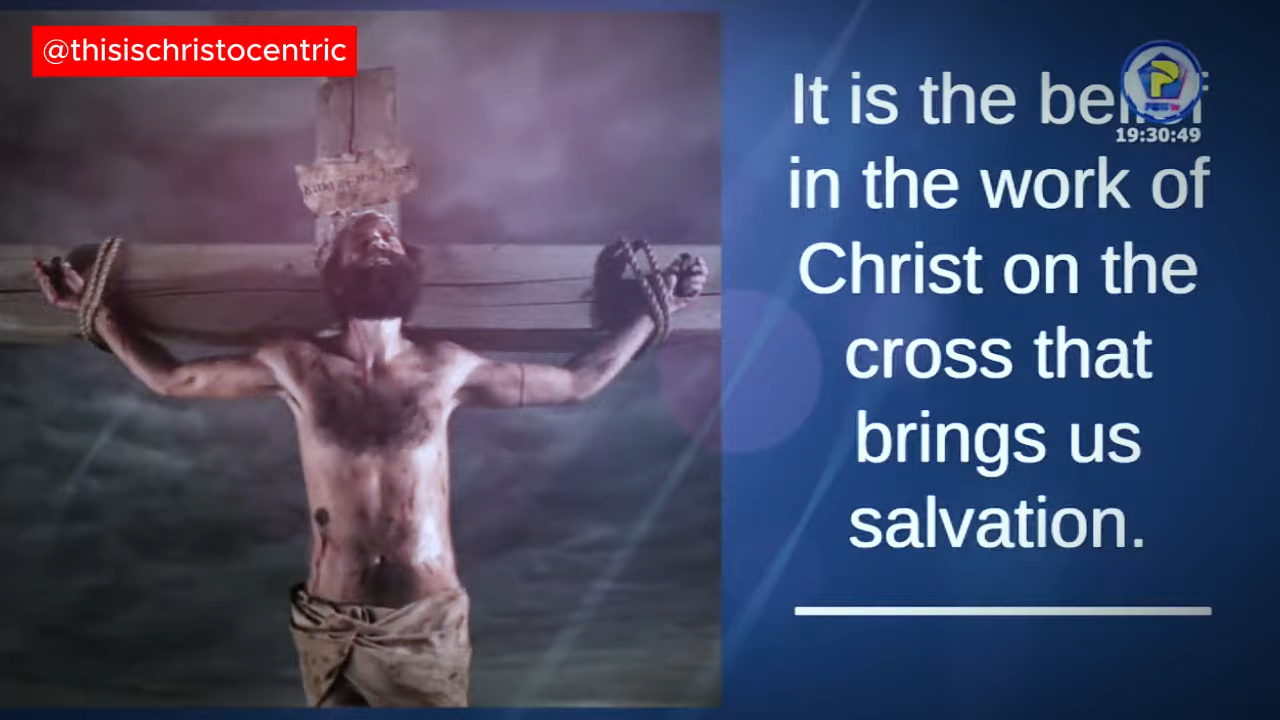 @thisischristocentric
It is the belief
19:30:49
in the work of
Christ on the
cross that
brings us
salvation.